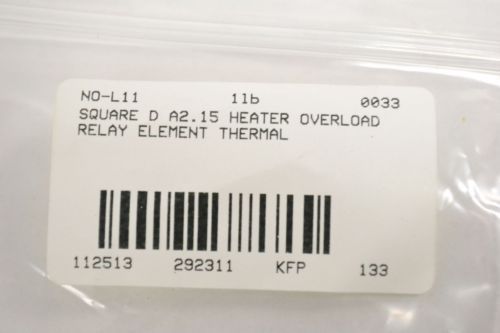 NO-L11 1lb 0033
SQUARE D A2.15 HEATER OVERLOAD
RELAY ELEMENT THERMAL
112513 292311 KFP 133